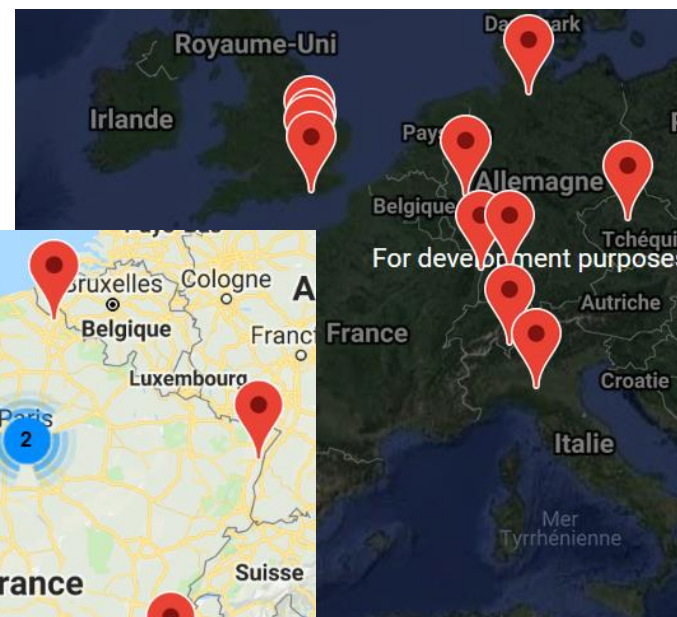 Royaume-Uni
Irlande
Pays
Allemagne
Belgique
Tchéqui
For development purposes
Autriche
France
Croatie
Italie
Mer
Tyrrhénienne
Bruxelles
Cologne
A
Belgique
Francf
Luxembourg
Paris
2
Suisse
rance